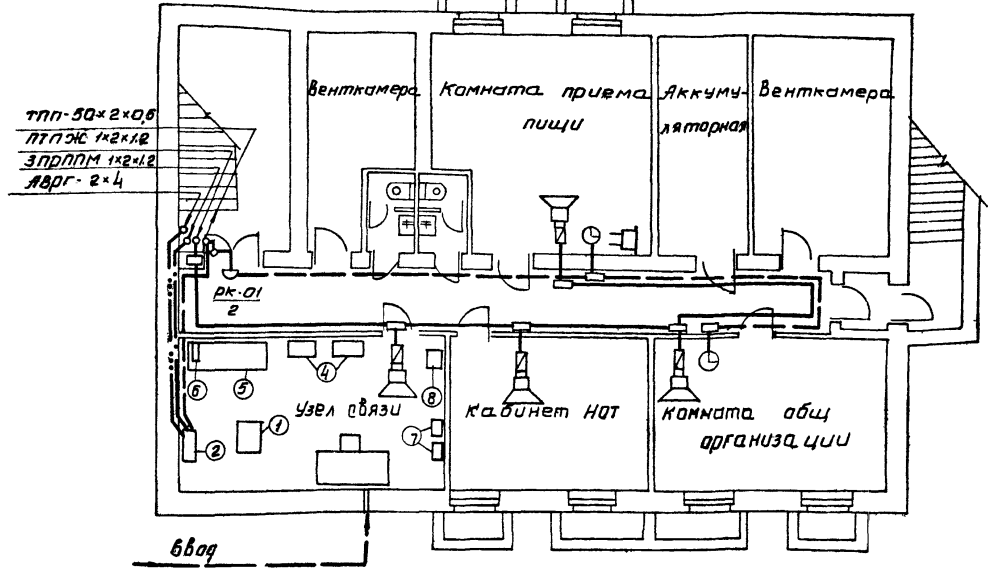 Венткамера
Комната приема
пищи
Аккуму-
ляторная
Венткамера
тпп-50×2×0,6
ПТПЖ 1×2×1.2
3ПРППМ 1×2×1.2
АВРГ-2×4
РК-01
2
6
5
4
8
Узел связи
1
2
7
Кабинет НОТ
Комната общ
организации
Ввод